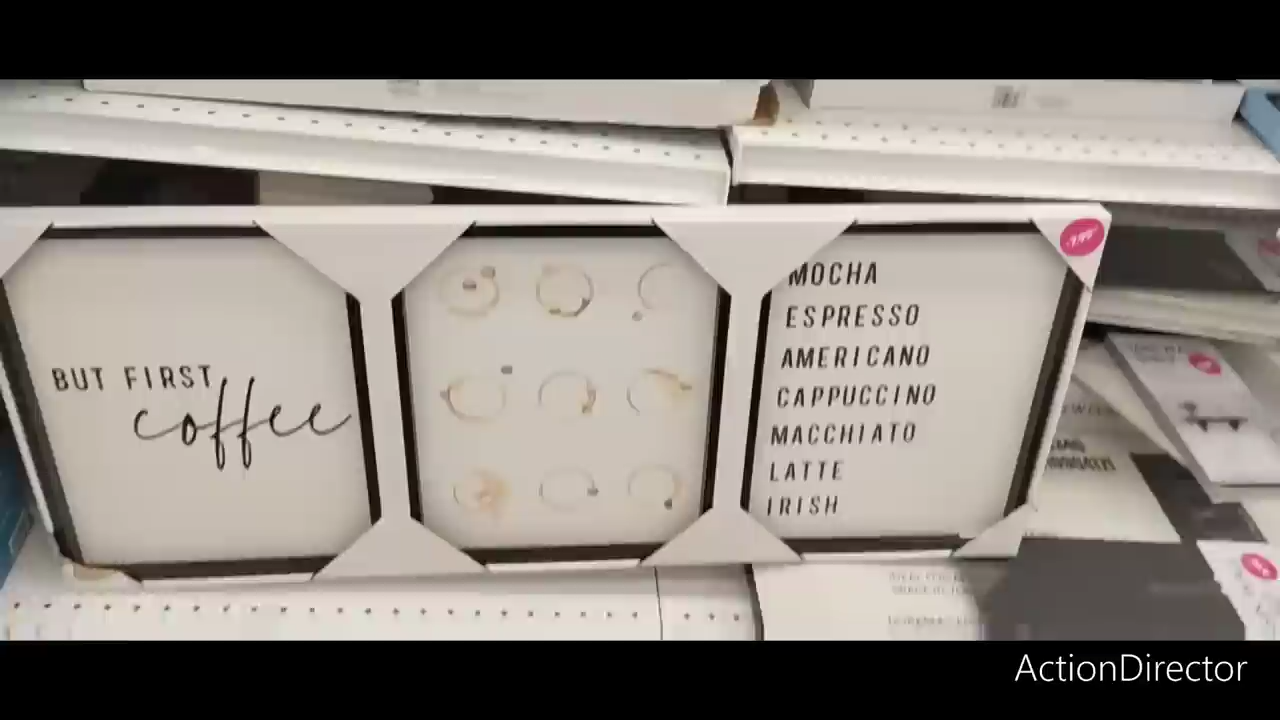 BUT FIRST
coffee
MOCHA
ESPRESSO
AMERICANO
CAPPUCCINO
MACCHIATO
LATTE
IRISH
ActionDirector